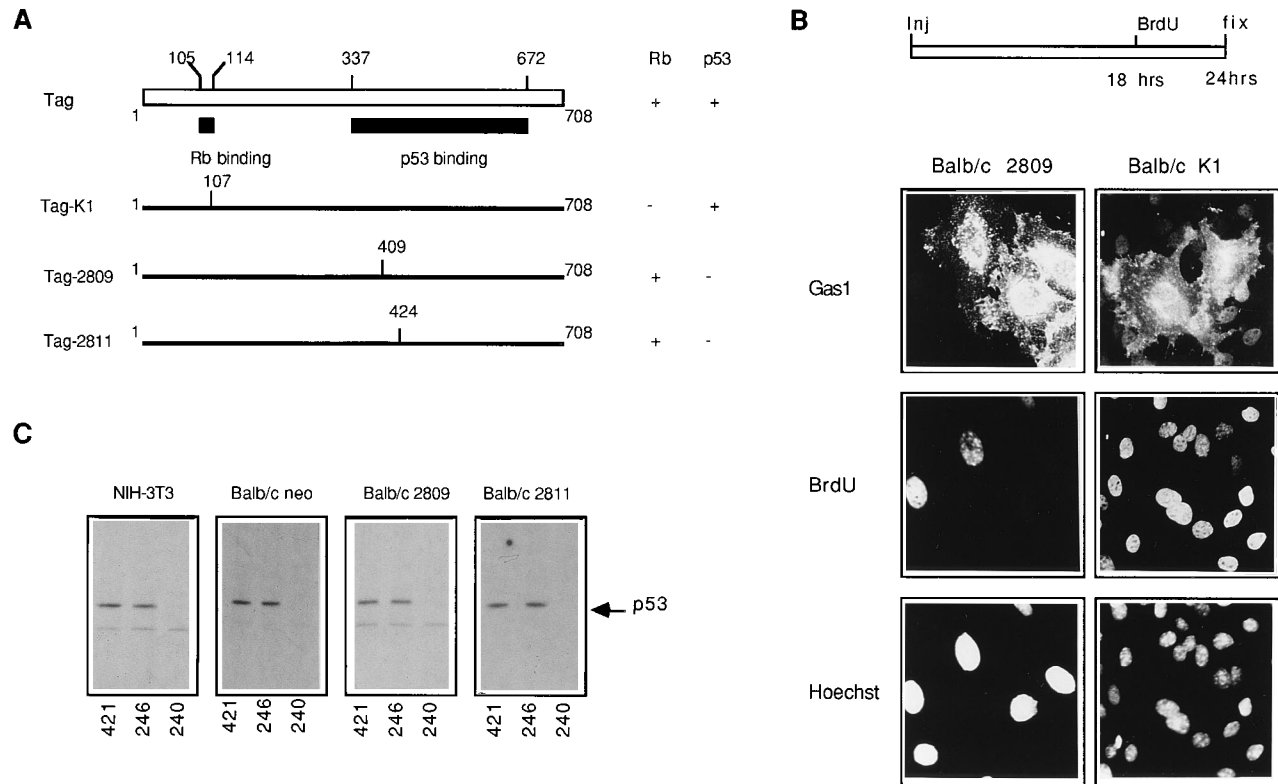 A
105 114 337 672 Rb p53
Tag + +
1 708
Rb binding p53 binding
107
Tag-K1 1 708 - +
409
Tag-2809 1 708 + -
424
Tag-2811 1 708 + -
B
Inj BrdU fix
18 hrs 24hrs
Balb/c 2809 Balb/c K1
Gas1
BrdU
Hoechst
C
NIH-3T3 Balb/c neo Balb/c 2809 Balb/c 2811
p53
421 246 240 421 246 240 421 246 240 421 246 240